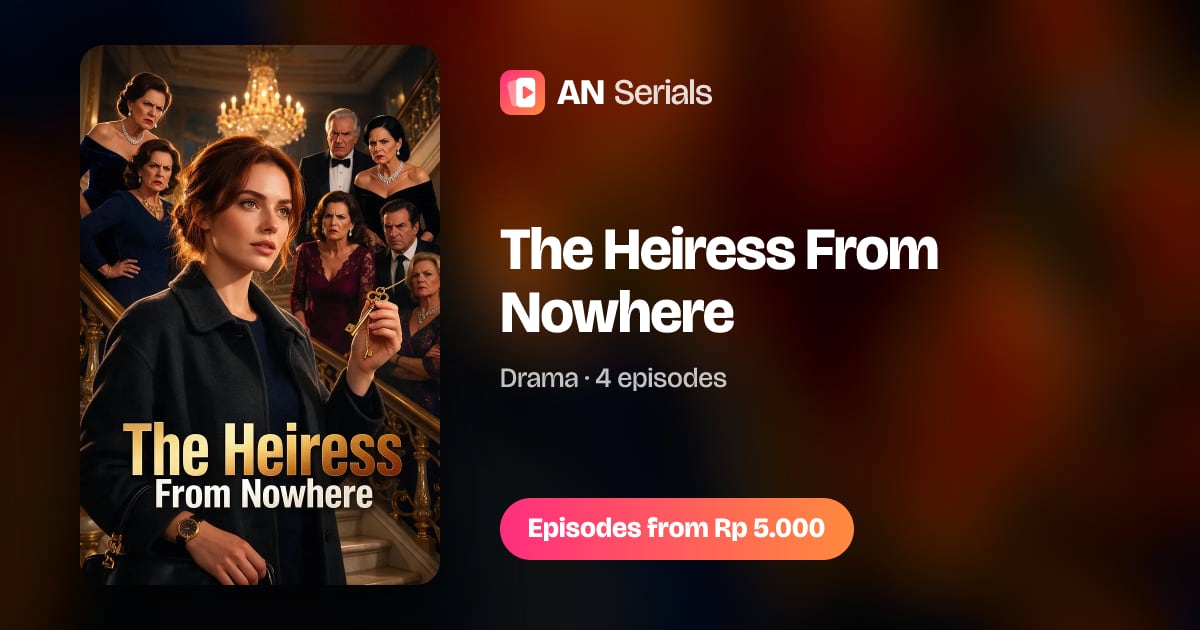 AN Serials
The Heiress From
Nowhere
Drama · 4 episodes
Episodes from Rp 5.000
The Heiress
From Nowhere